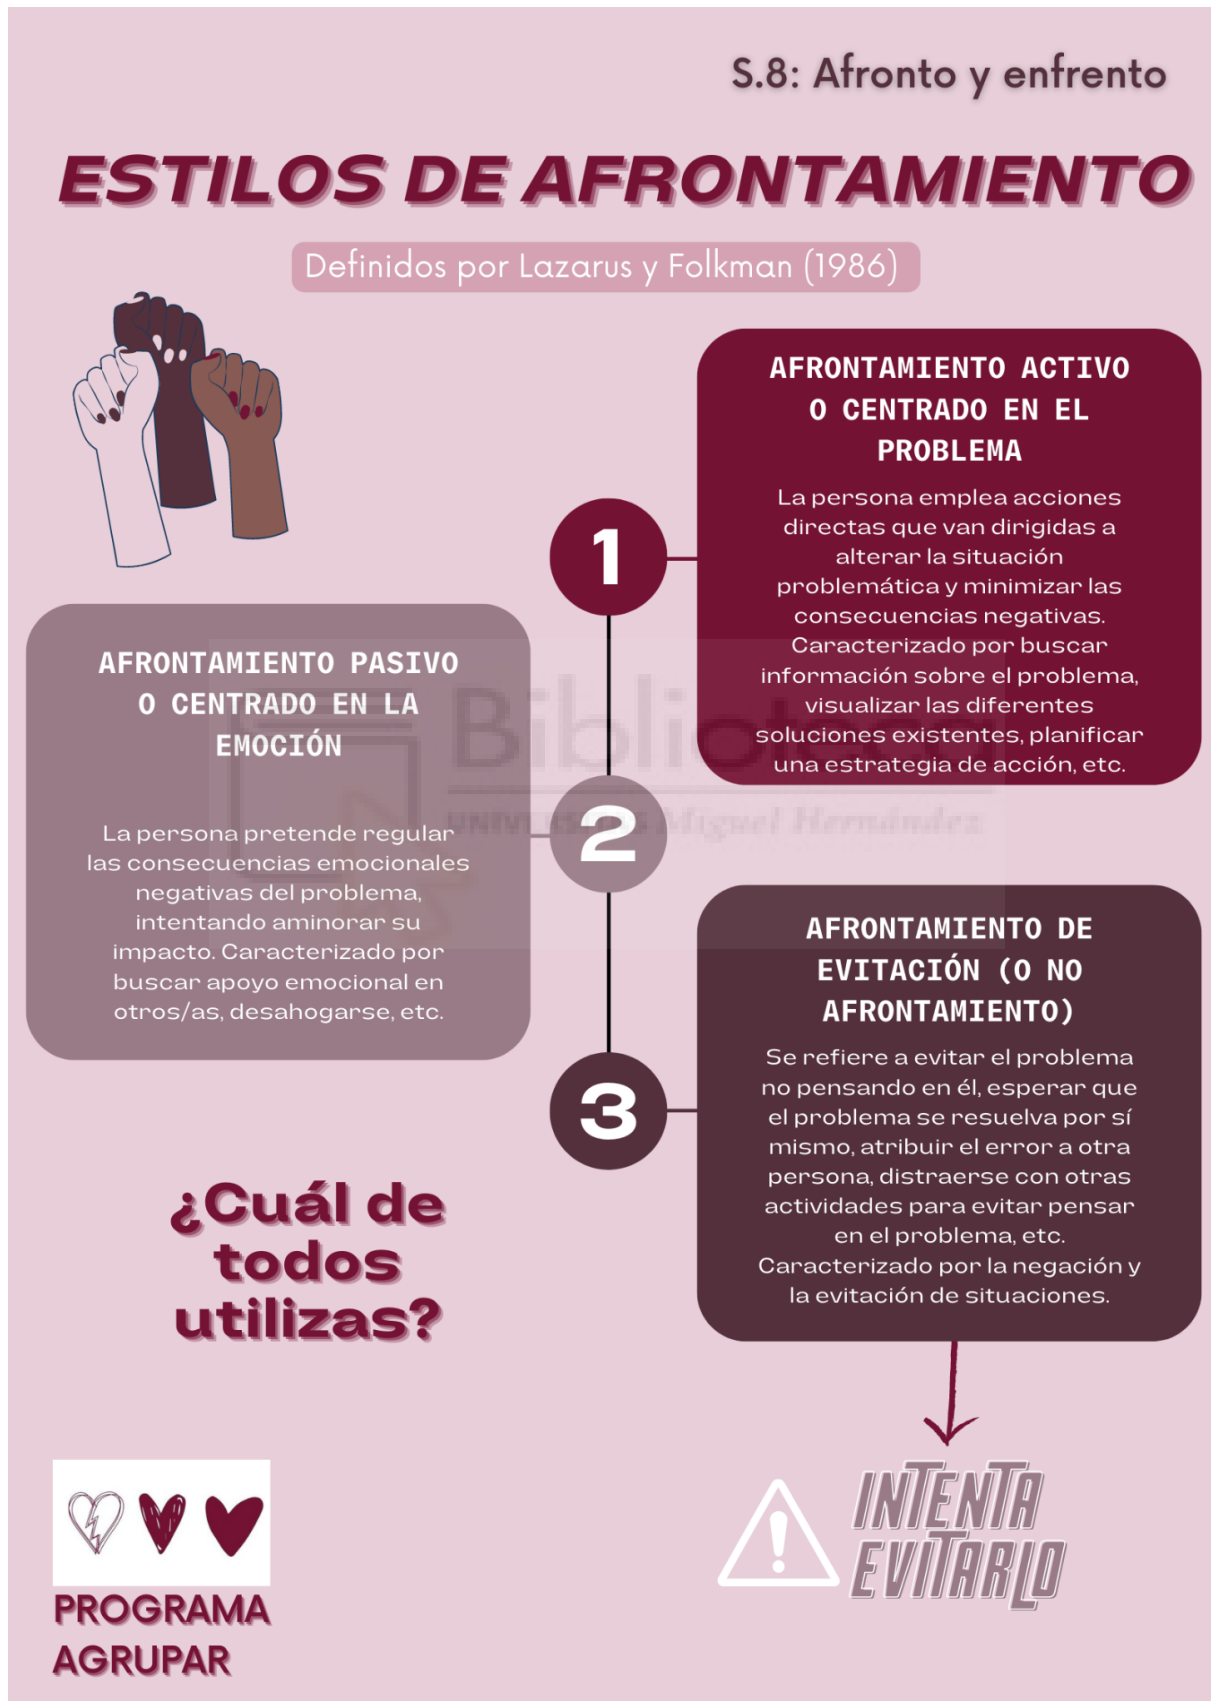 S.8: Afronto y enfrento
ESTILOS DE AFRONTAMIENTO
Definidos por Lazarus y Folkman (1986)
AFRONTAMIENTO ACTIVO
O CENTRADO EN EL
PROBLEMA
La persona emplea acciones
directas que van dirigidas a
alterar la situación
problemática y minimizar las
consecuencias negativas.
Caracterizado por buscar
información sobre el problema,
visualizar las diferentes
soluciones existentes, planificar
una estrategia de acción, etc.
1
AFRONTAMIENTO PASIVO
O CENTRADO EN LA
EMOCIÓN
La persona pretende regular
las consecuencias emocionales
negativas del problema,
intentando aminorar su
impacto. Caracterizado por
buscar apoyo emocional en
otros/as, desahogarse, etc.
2
Biblioteca
UNIVERSITAS Miguel Hernández
AFRONTAMIENTO DE
EVITACIÓN (O NO
AFRONTAMIENTO)
Se refiere a evitar el problema
no pensando en él, esperar que
el problema se resuelva por sí
mismo, atribuir el error a otra
persona, distraerse con otras
actividades para evitar pensar
en el problema, etc.
Caracterizado por la negación y
la evitación de situaciones.
3
¿Cuál de
todos
utilizas?
INTENTA
EVITARLO
PROGRAMA
AGRUPAR